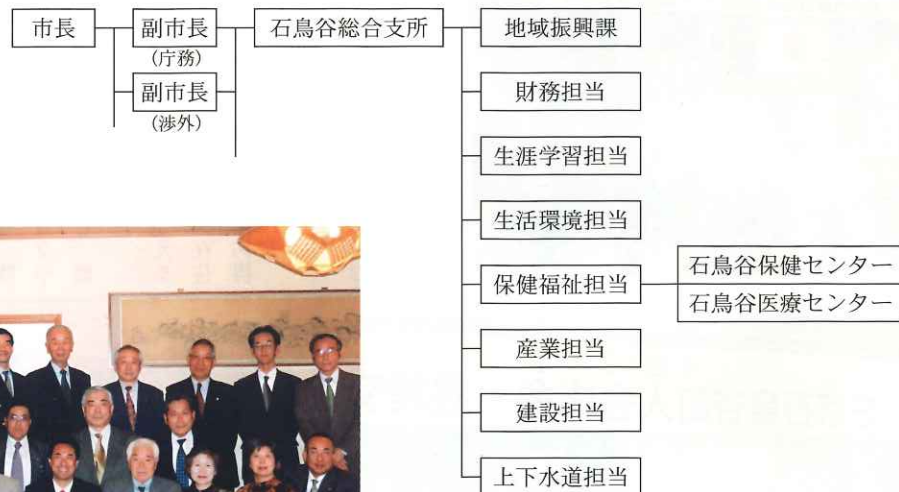 市長
副市長
(庁務)
副市長
(渉外)
石鳥谷総合支所
地域振興課
財務担当
生涯学習担当
生活環境担当
保健福祉担当
石鳥谷保健センター
石鳥谷医療センター
産業担当
建設担当
上下水道担当